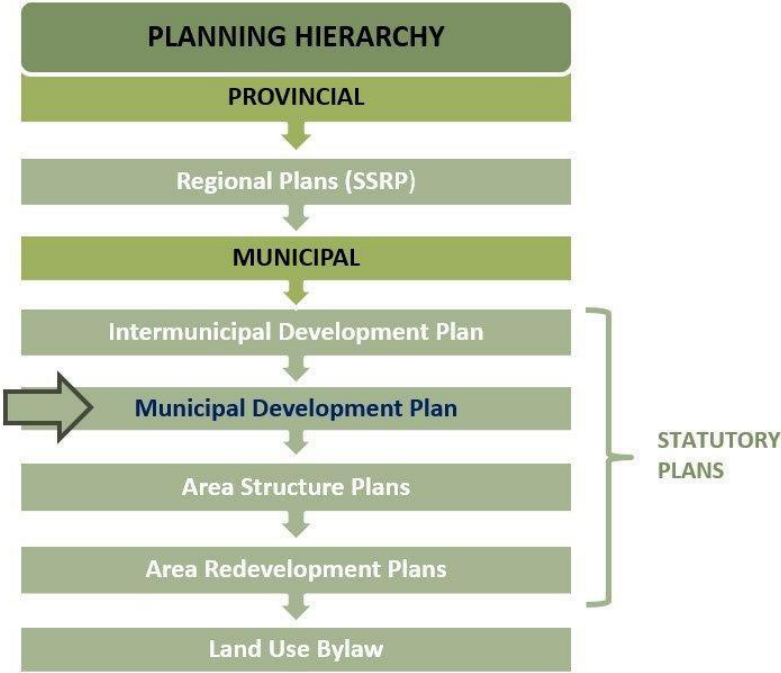 PLANNING HIERARCHY
PROVINCIAL
Regional Plans (SSRP)
MUNICIPAL
Intermunicipal Development Plan
Municipal Development Plan
Area Structure Plans
Area Redevelopment Plans
Land Use Bylaw
STATUTORY
PLANS